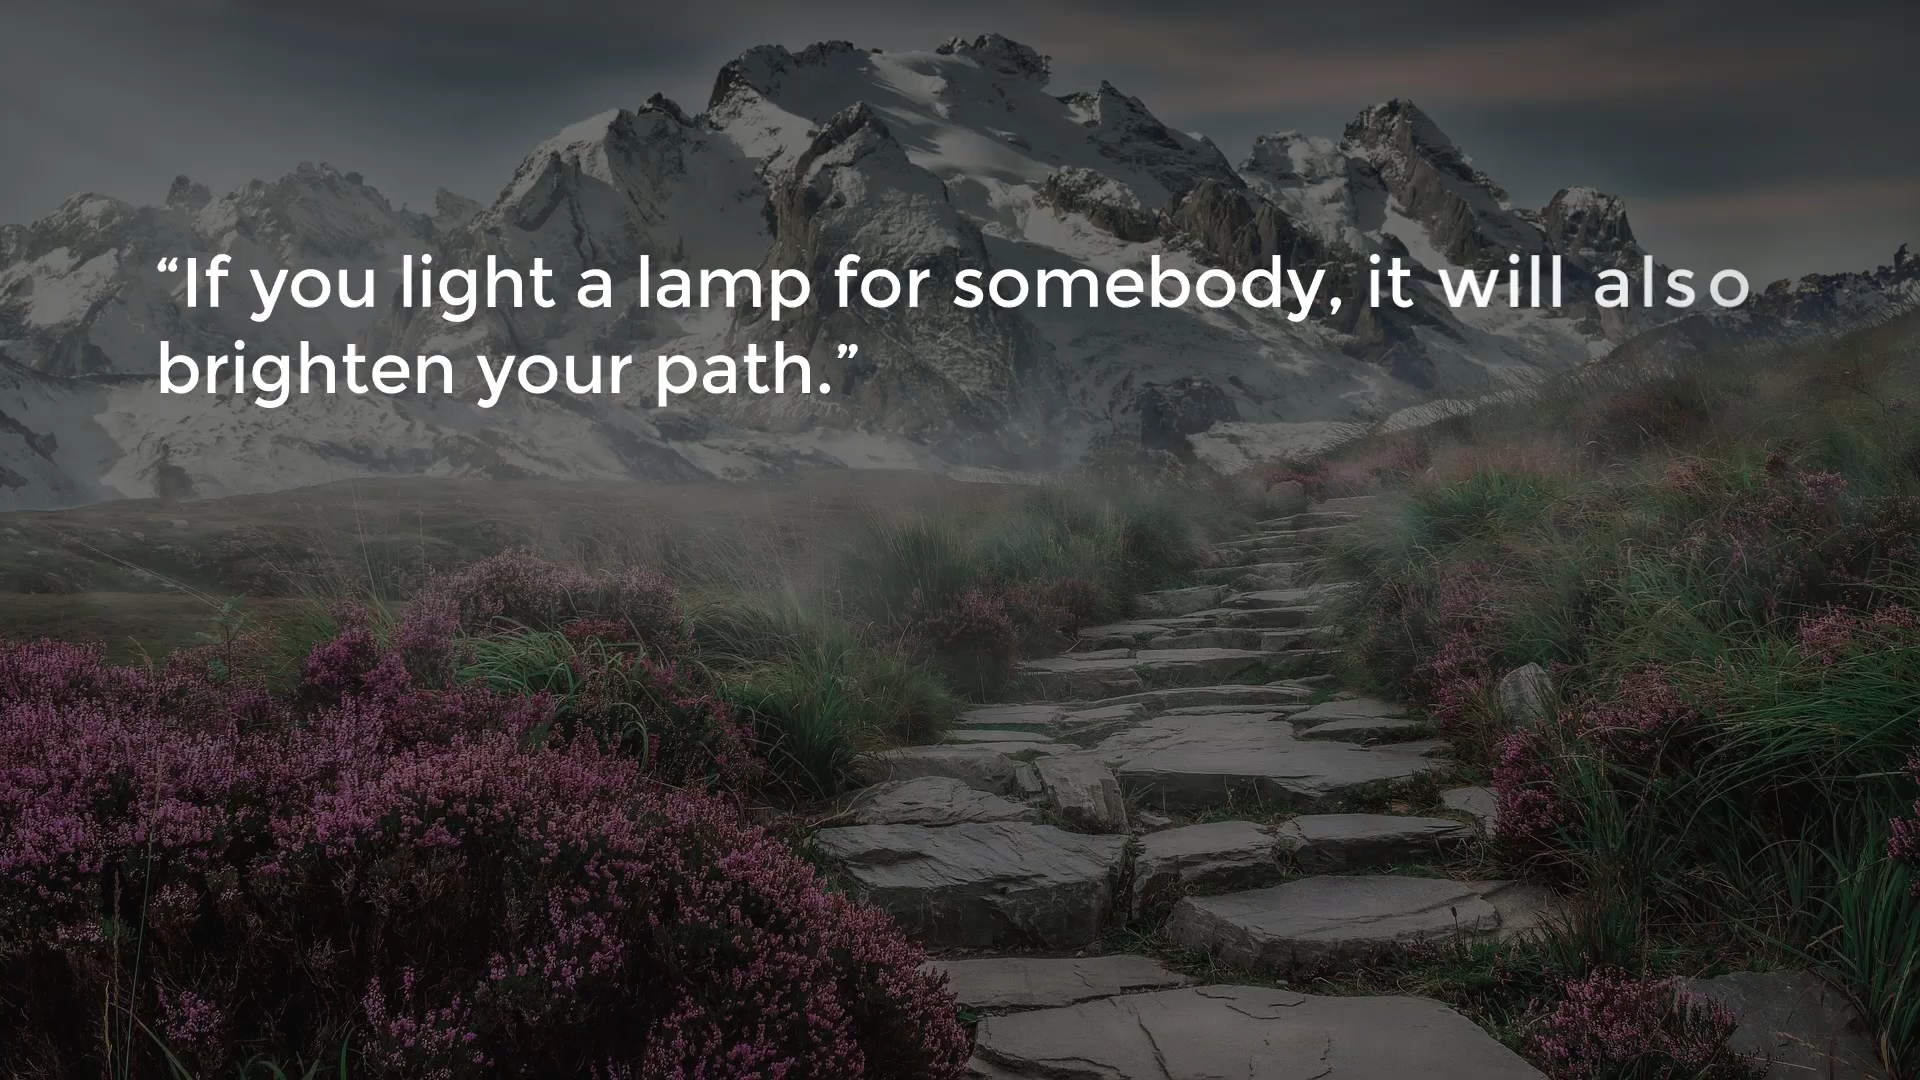 “If you light a lamp for somebody, it will also
brighten your path.”